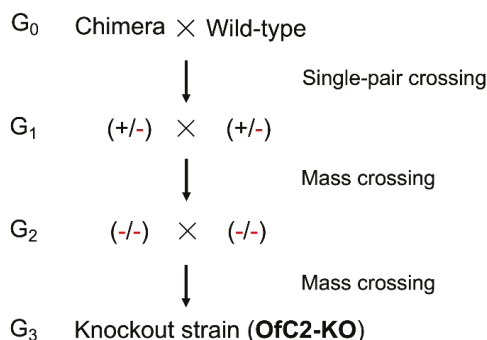 G₀ Chimera × Wild-type
Single-pair crossing
G₁ (+/-) × (+/-)
Mass crossing
G₂ (-/-) × (-/-)
Mass crossing
G₃ Knockout strain (OfC2-KO)